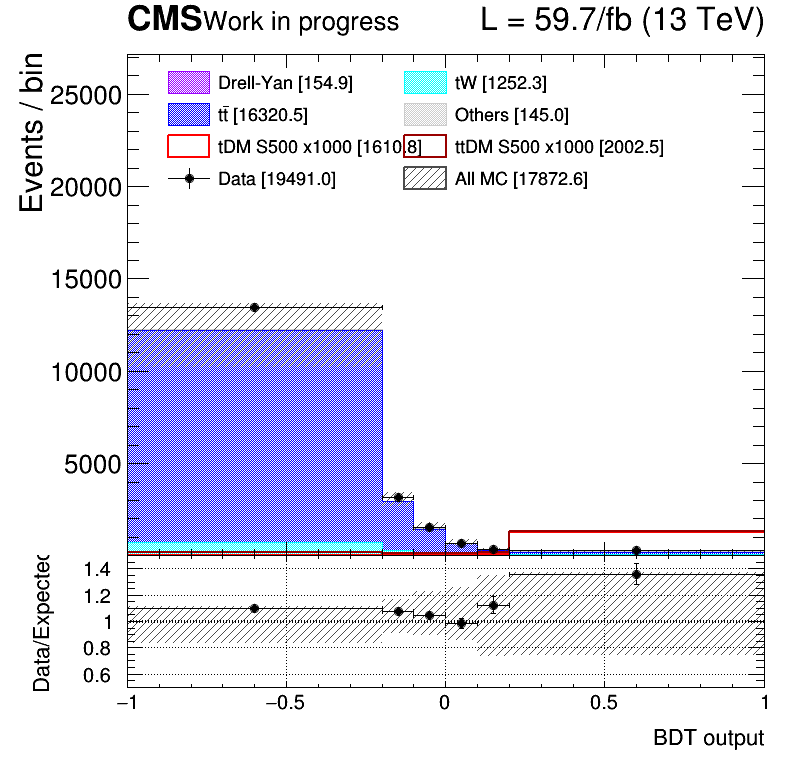 CMS Work in progress L = 59.7/fb (13 TeV)
Events / bin
25000
20000
15000
10000
5000
Drell-Yan [154.9] tW [1252.3]
tt̄ [16320.5] Others [145.0]
tDM S500 x1000 [1610.8] ttDM S500 x1000 [2002.5]
Data [19491.0] All MC [17872.6]
Data/Expected
1.4
1.2
1
0.8
0.6
−1 −0.5 0 0.5 1
BDT output